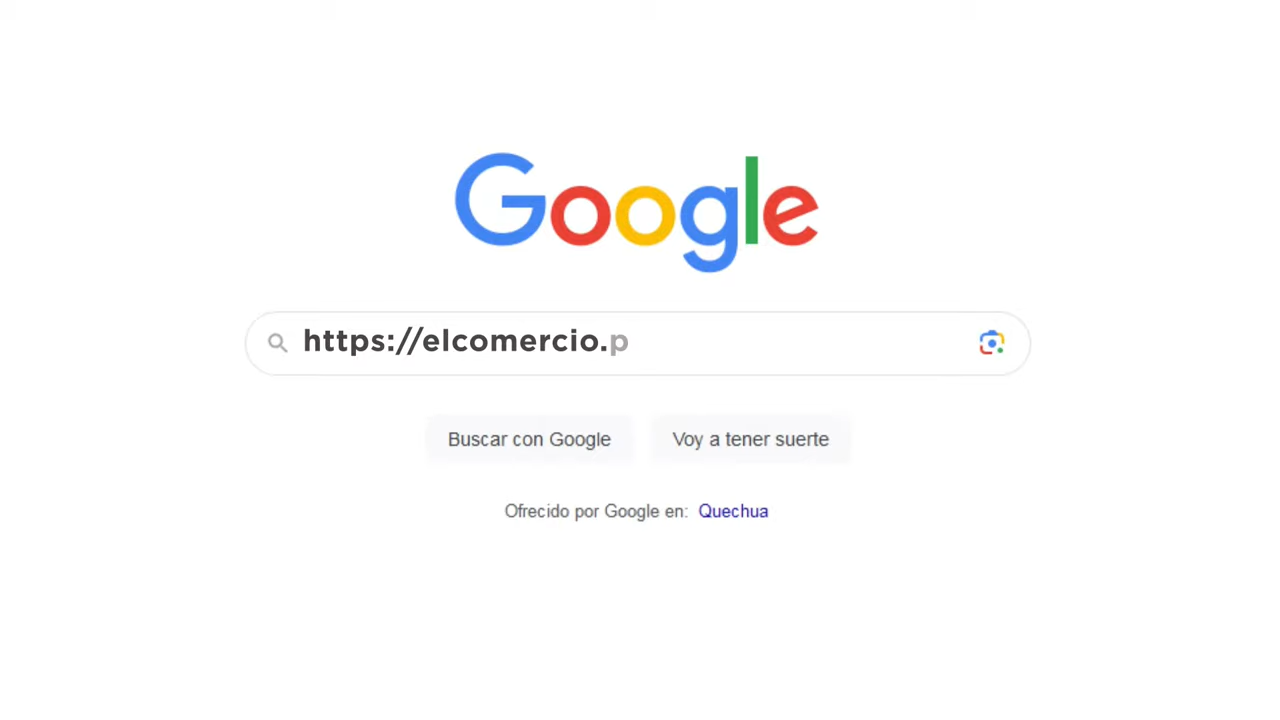 Google
https://elcomercio.p
Buscar con Google
Voy a tener suerte
Ofrecido por Google en: Quechua